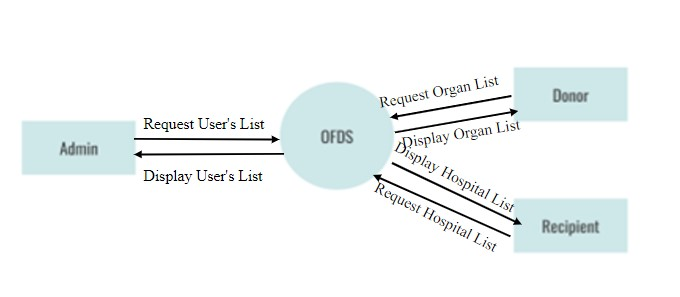 Request Organ List
Donor
Request User's List
OFDS
Display Organ List
Admin
Display Hospital List
Display User's List
Request Hospital List
Recipient